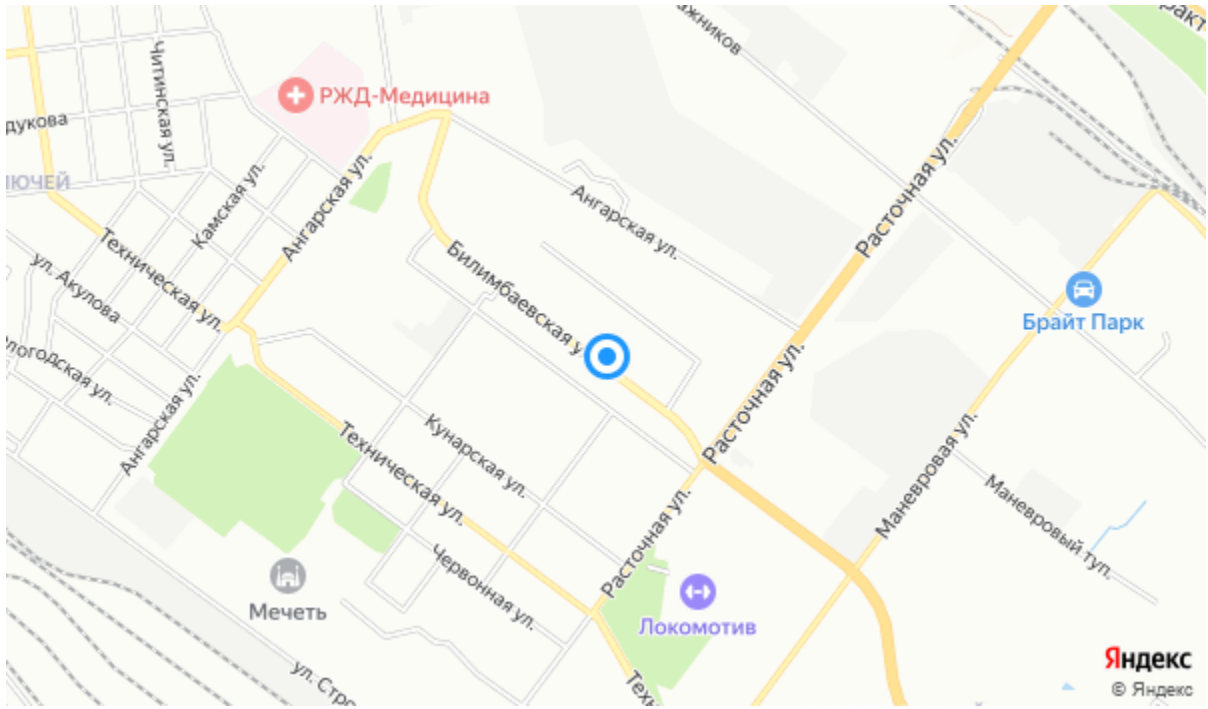 Читинская ул.
РЖД-Медицина
Камская ул.
Ангарская ул.
Ангарская ул.
Расточная ул.
Техническая ул.
ул. Акулова
Билимбаевская у
Брайт Парк
Расточная ул.
Ангарская ул.
Кунарская ул.
Техническая ул.
Маневровая ул.
Маневровый туп.
Расточная ул.
Червонная ул.
Мечеть
Локомотив
Яндекс
© Яндекс